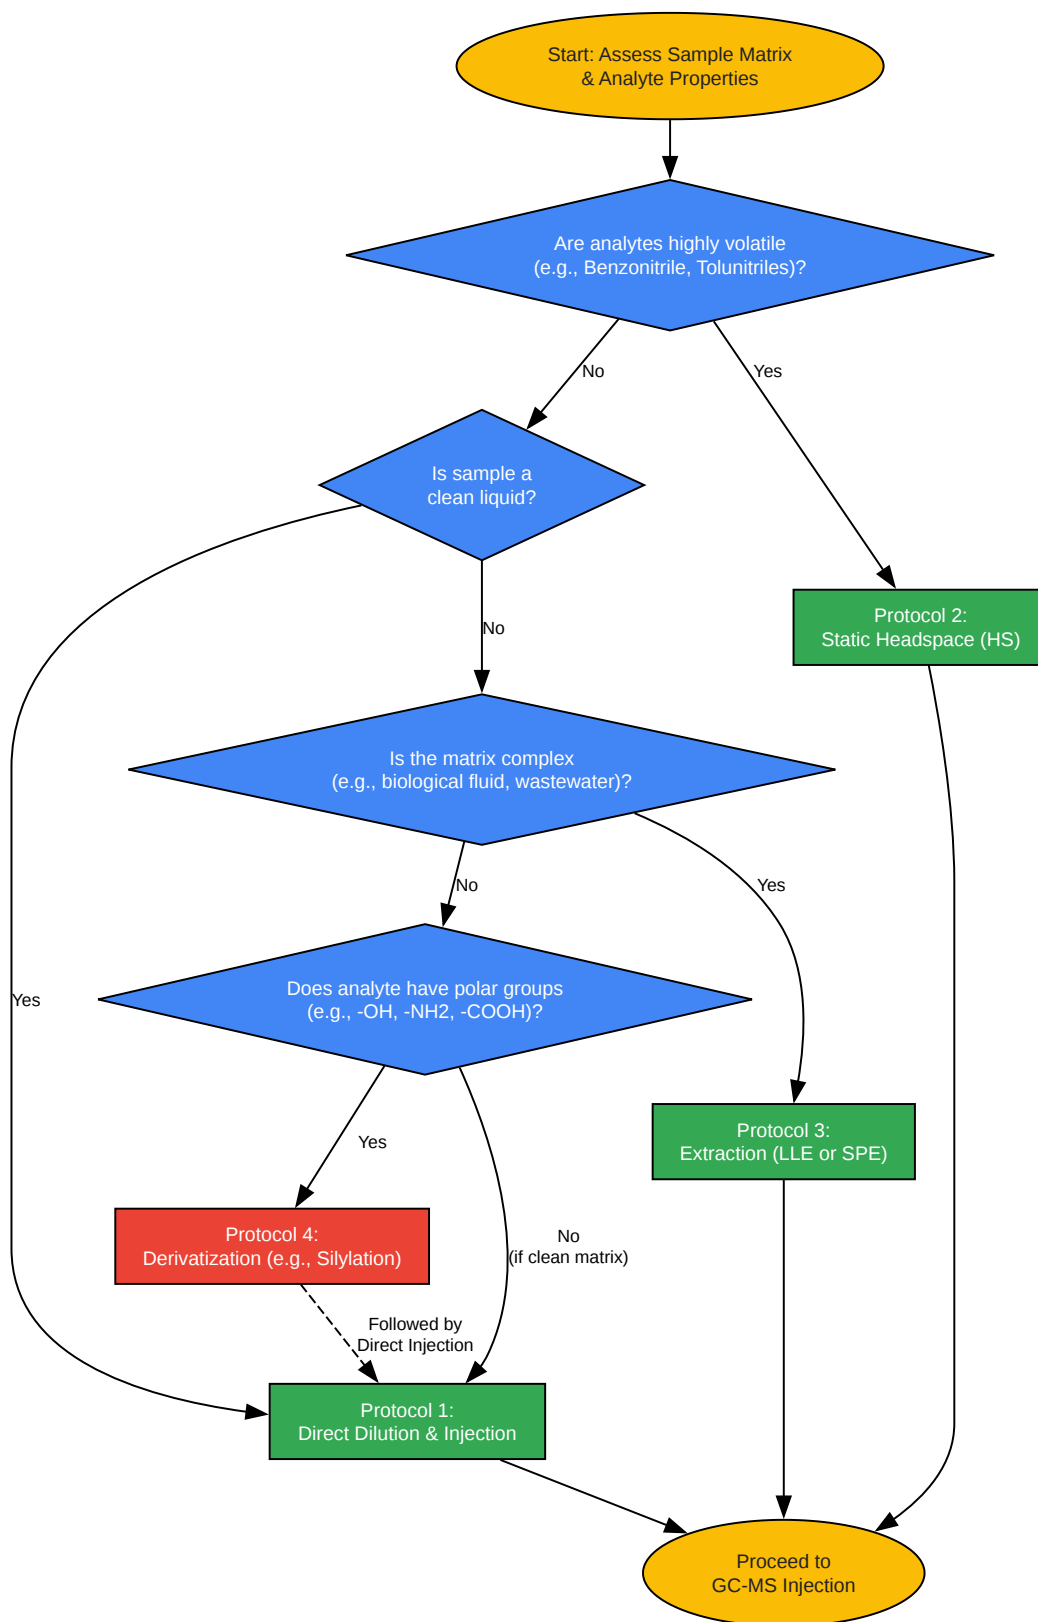 Start: Assess Sample Matrix
& Analyte Properties
Are analytes highly volatile
(e.g., Benzonitrile, Tolunitriles)?
No
Yes
Is sample a
clean liquid?
Protocol 2:
Static Headspace (HS)
No
Is the matrix complex
(e.g., biological fluid, wastewater)?
No
Yes
Does analyte have polar groups
(e.g., -OH, -NH2, -COOH)?
Yes
Protocol 3:
Extraction (LLE or SPE)
Yes
Protocol 4:
Derivatization (e.g., Silylation)
No
(if clean matrix)
Followed by
Direct Injection
Protocol 1:
Direct Dilution & Injection
Proceed to
GC-MS Injection